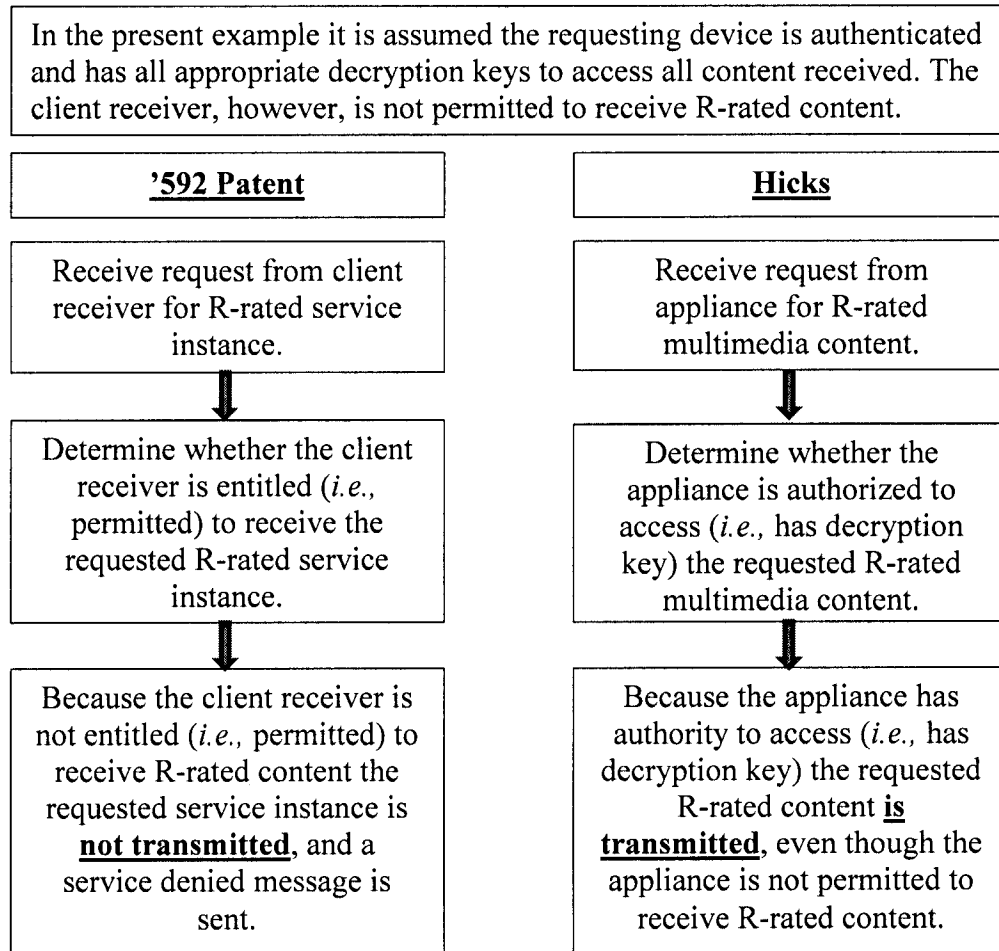 In the present example it is assumed the requesting device is authenticated
and has all appropriate decryption keys to access all content received. The
client receiver, however, is not permitted to receive R-rated content.
’592 Patent
Receive request from client
receiver for R-rated service
instance.
Determine whether the client
receiver is entitled (i.e.,
permitted) to receive the
requested R-rated service
instance.
Because the client receiver is
not entitled (i.e., permitted) to
receive R-rated content the
requested service instance is
not transmitted, and a
service denied message is
sent.
Hicks
Receive request from
appliance for R-rated
multimedia content.
Determine whether the
appliance is authorized to
access (i.e., has decryption
key) the requested R-rated
multimedia content.
Because the appliance has
authority to access (i.e., has
decryption key) the requested
R-rated content is
transmitted, even though the
appliance is not permitted to
receive R-rated content.